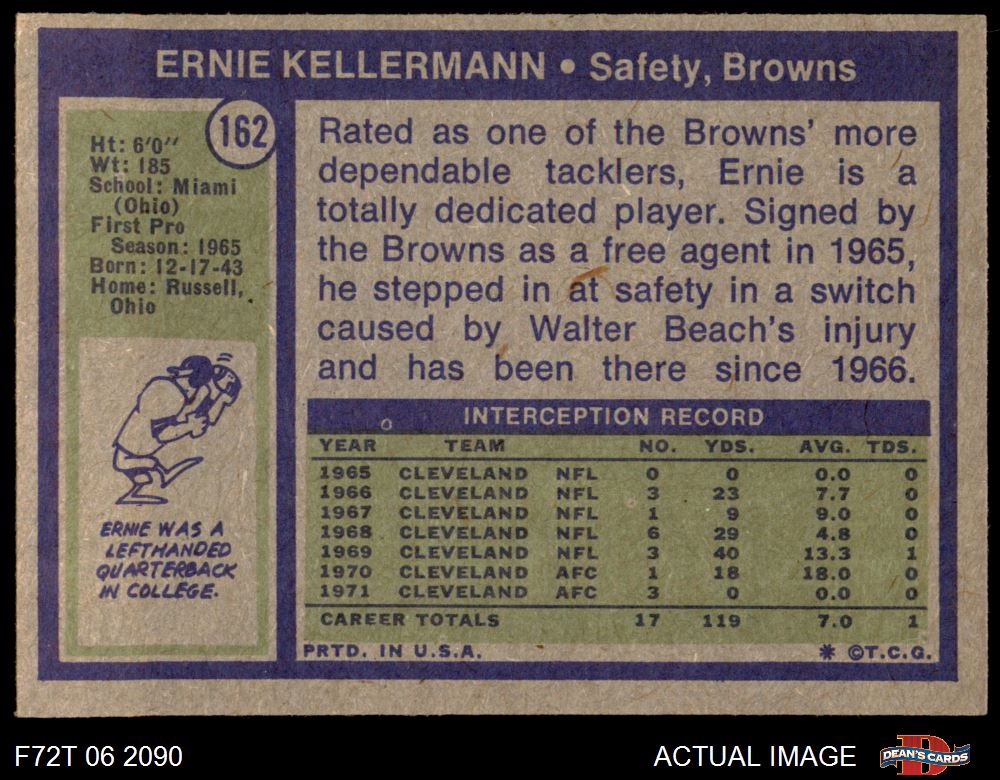 ERNIE KELLERMANN • Safety, Browns
162
Ht: 6'0"
Wt: 185
School: Miami
(Ohio)
First Pro
Season: 1965
Born: 12-17-43
Home: Russell,
Ohio
ERNIE WAS A
LEFTHANDED
QUARTERBACK
IN COLLEGE.
Rated as one of the Browns' more
dependable tacklers, Ernie is a
totally dedicated player. Signed by
the Browns as a free agent in 1965,
he stepped in at safety in a switch
caused by Walter Beach's injury
and has been there since 1966.
INTERCEPTION RECORD
YEAR TEAM NO. YDS. AVG. TDS.
1965 CLEVELAND NFL 0 0 0.0 0
1966 CLEVELAND NFL 3 23 7.7 0
1967 CLEVELAND NFL 1 9 9.0 0
1968 CLEVELAND NFL 6 29 4.8 0
1969 CLEVELAND NFL 3 40 13.3 1
1970 CLEVELAND AFC 1 18 18.0 0
1971 CLEVELAND AFC 3 0 0.0 0
CAREER TOTALS 17 119 7.0 1
PRTD. IN U.S.A. * ©T.C.G.
F72T 06 2090 ACTUAL IMAGE DEAN'S CARDS